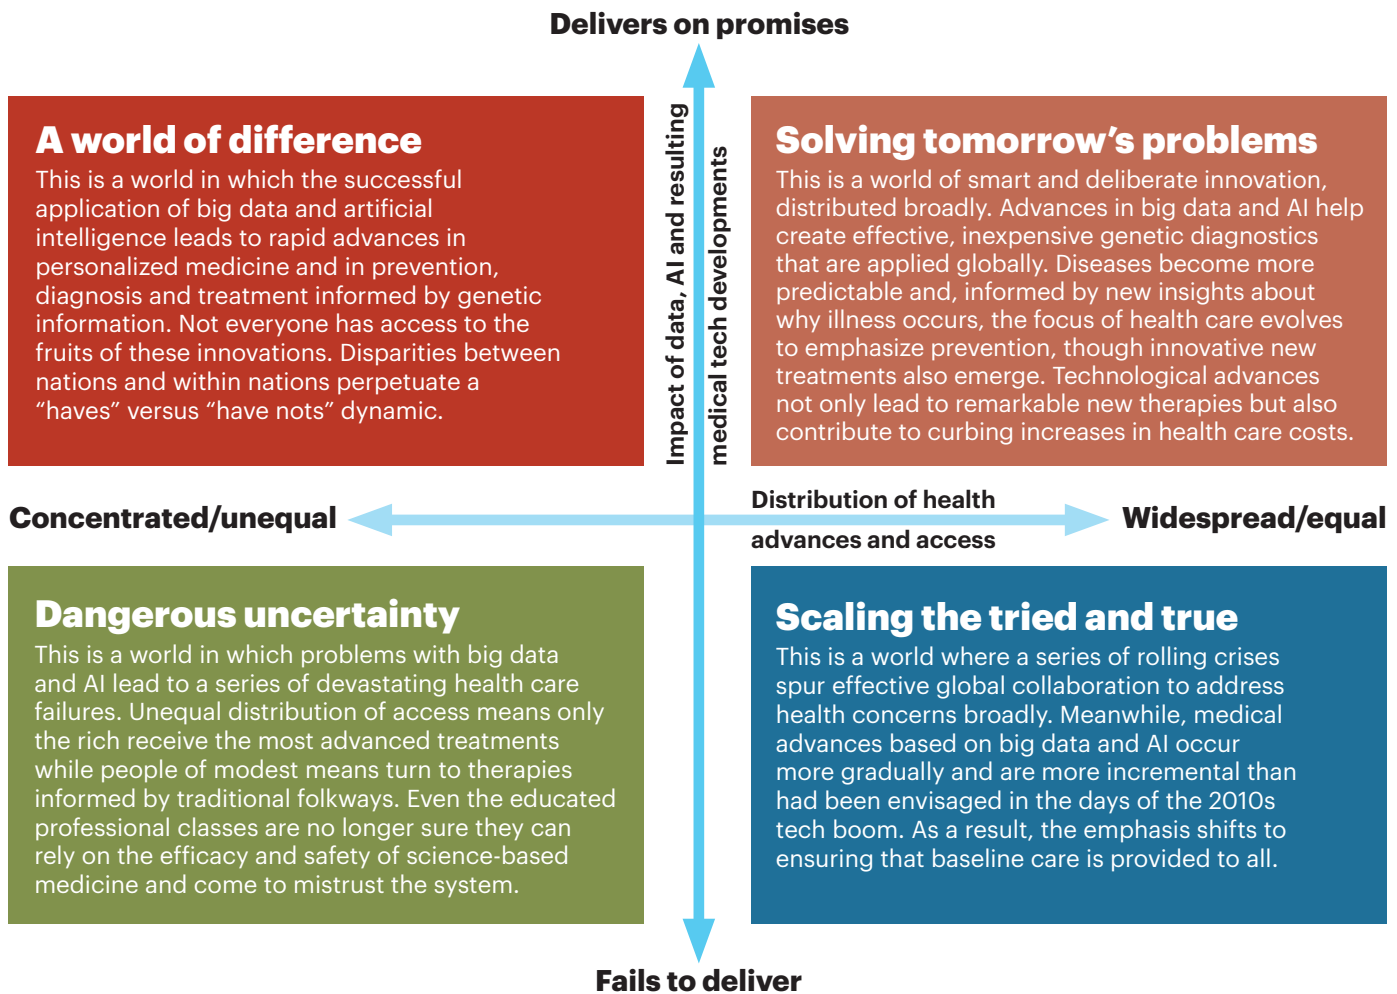 Delivers on promises
A world of difference
This is a world in which the successful
application of big data and artificial
intelligence leads to rapid advances in
personalized medicine and in prevention,
diagnosis and treatment informed by genetic
information. Not everyone has access to the
fruits of these innovations. Disparities between
nations and within nations perpetuate a
“haves” versus “have nots” dynamic.
Impact of data, AI and resulting
medical tech developments
Solving tomorrow’s problems
This is a world of smart and deliberate innovation,
distributed broadly. Advances in big data and AI help
create effective, inexpensive genetic diagnostics
that are applied globally. Diseases become more
predictable and, informed by new insights about
why illness occurs, the focus of health care evolves
to emphasize prevention, though innovative new
treatments also emerge. Technological advances
not only lead to remarkable new therapies but also
contribute to curbing increases in health care costs.
Concentrated/unequal
Distribution of health
advances and access
Widespread/equal
Dangerous uncertainty
This is a world in which problems with big data
and AI lead to a series of devastating health care
failures. Unequal distribution of access means only
the rich receive the most advanced treatments
while people of modest means turn to therapies
informed by traditional folkways. Even the educated
professional classes are no longer sure they can
rely on the efficacy and safety of science-based
medicine and come to mistrust the system.
Scaling the tried and true
This is a world where a series of rolling crises
spur effective global collaboration to address
health concerns broadly. Meanwhile, medical
advances based on big data and AI occur
more gradually and are more incremental than
had been envisaged in the days of the 2010s
tech boom. As a result, the emphasis shifts to
ensuring that baseline care is provided to all.
Fails to deliver